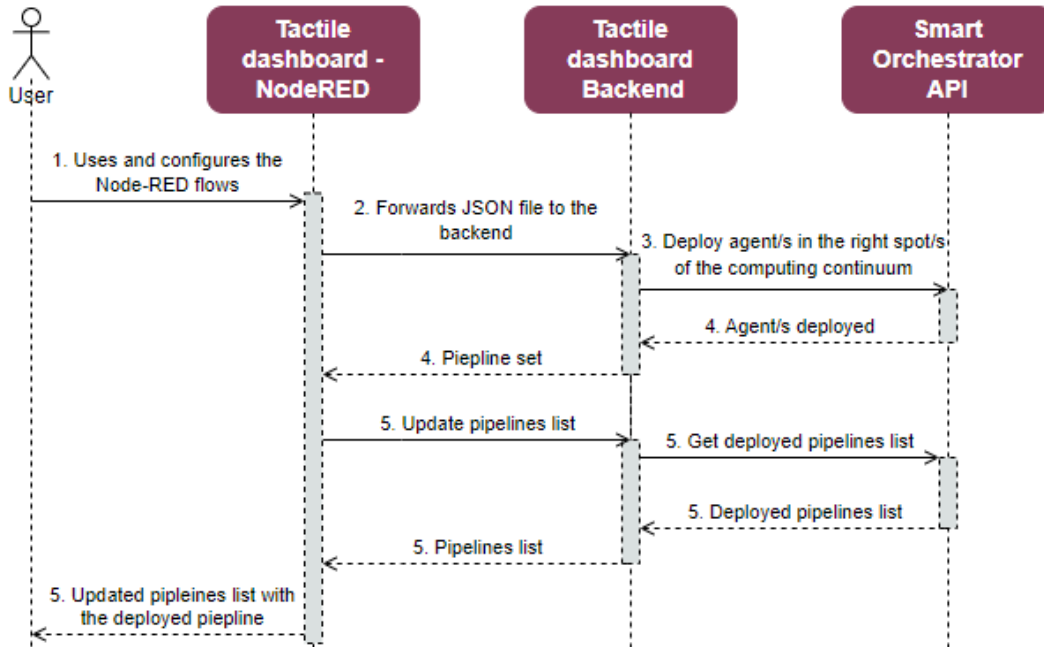 Tactile
dashboard -
NodeRED
Tactile
dashboard
Backend
Smart
Orchestrator
API
User
1. Uses and configures the
Node-RED flows
2. Forwards JSON file to the
backend
3. Deploy agent/s in the right spot/s
of the computing continuum
4. Agent/s deployed
4. Piepline set
5. Update pipelines list
5. Get deployed pipelines list
5. Deployed pipelines list
5. Pipelines list
5. Updated pipleines list with
the deployed piepline